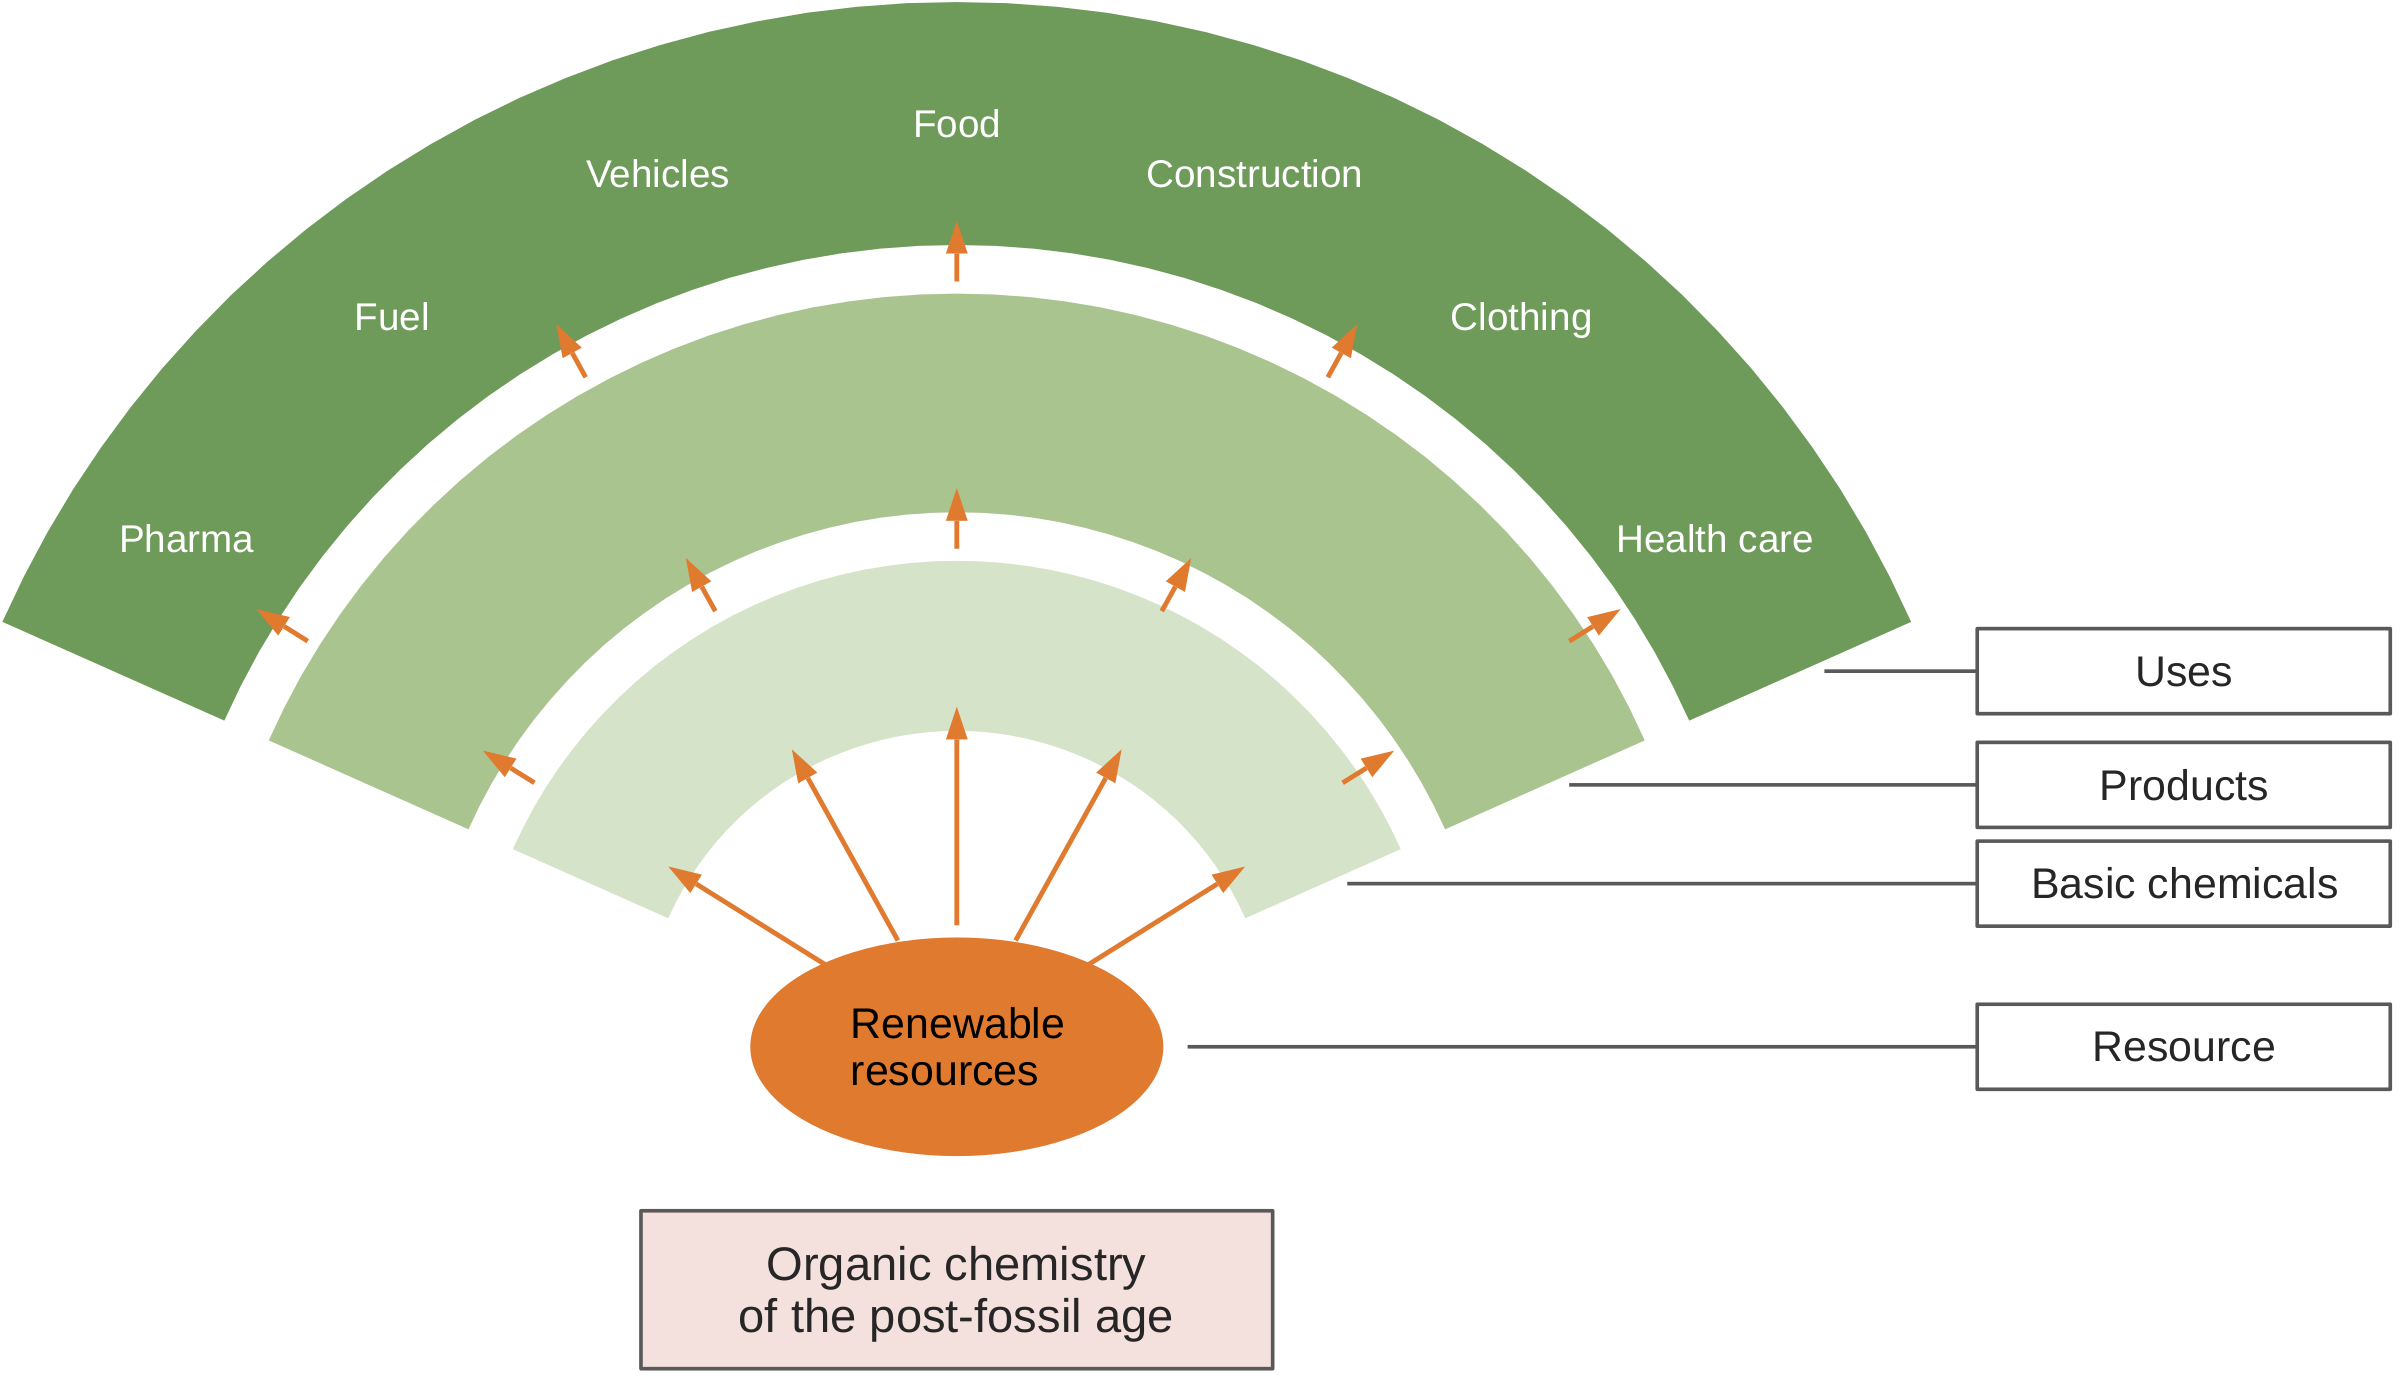 Food
Vehicles
Construction
Fuel
Clothing
Pharma
Health care
Uses
Products
Basic chemicals
Renewable
resources
Resource
Organic chemistry
of the post-fossil age